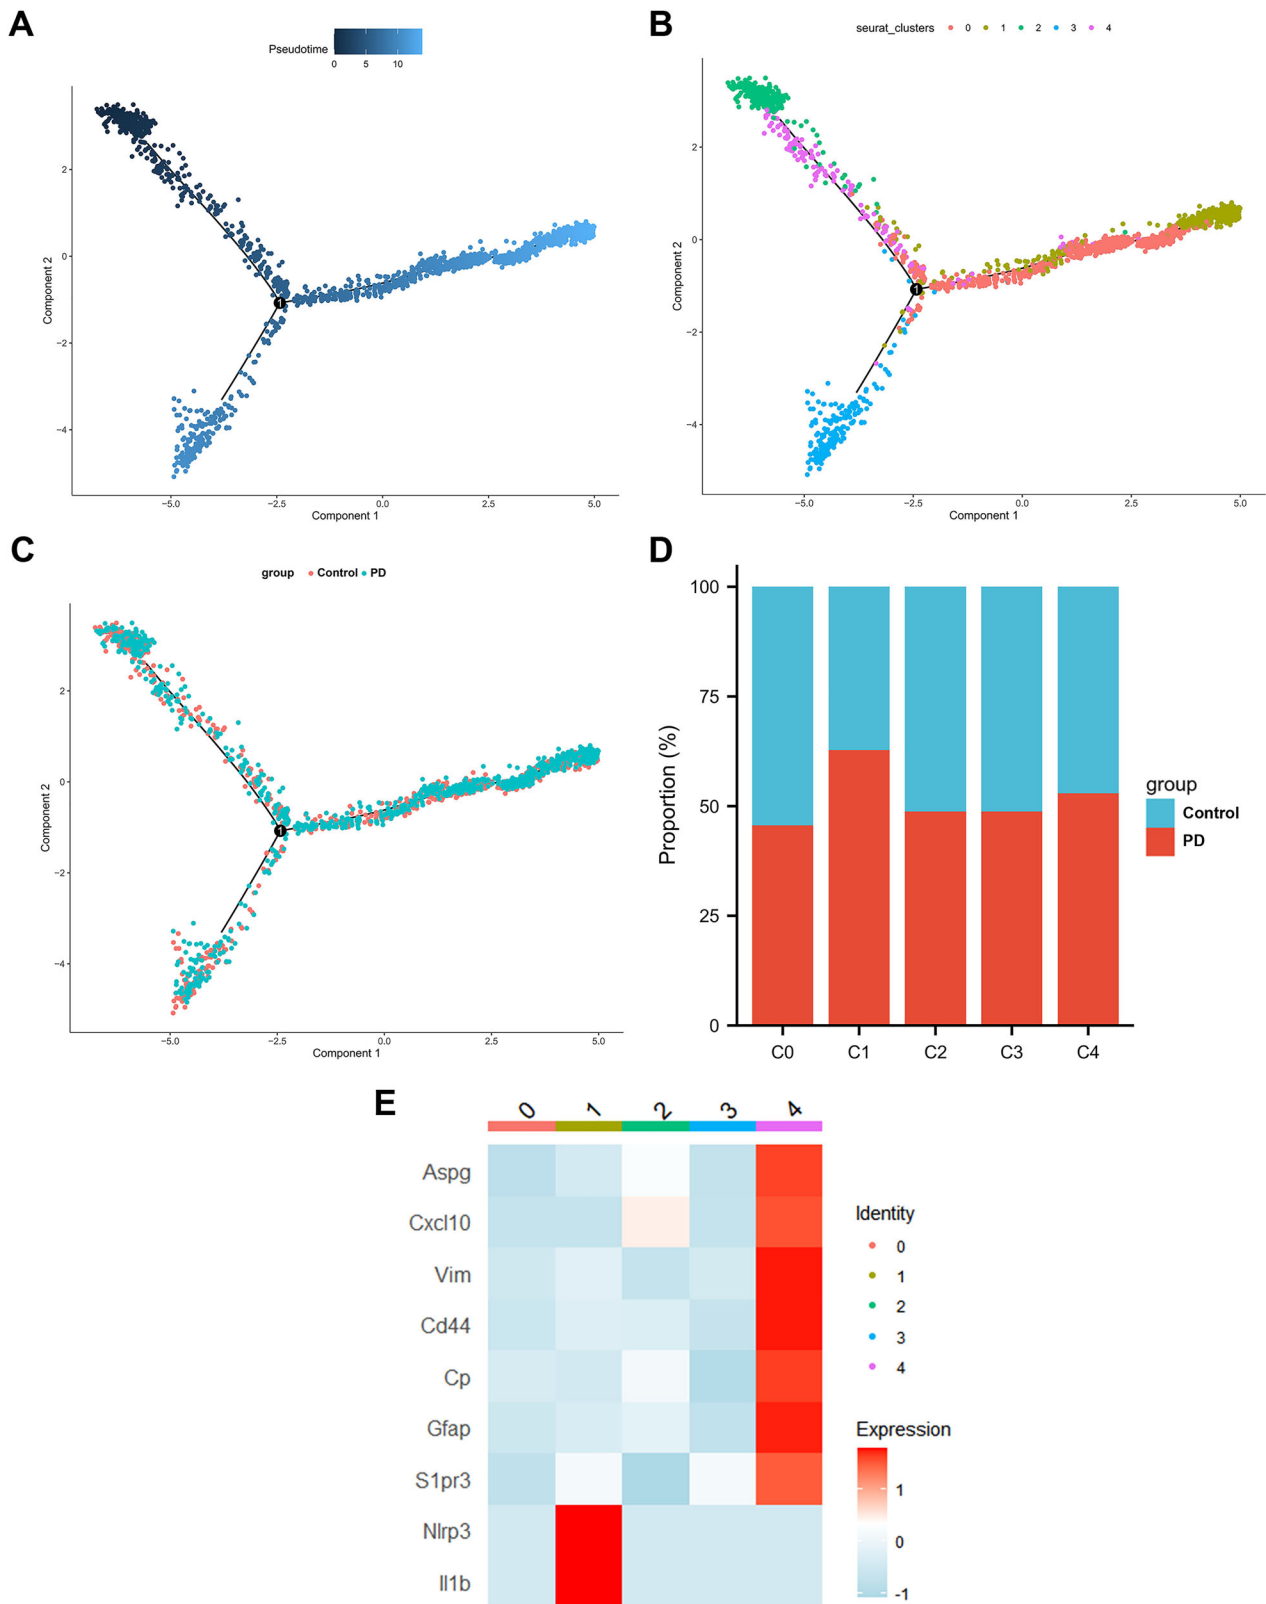 A
Pseudotime
0 5 10
Component 2
2
0
−2
−4
−5.0 −2.5 0.0 2.5 5.0
Component 1
1
B
seurat_clusters 0 1 2 3 4
Component 2
2
0
−2
−4
−5.0 −2.5 0.0 2.5 5.0
Component 1
1
C
group Control PD
Component 2
2
0
−2
−4
−5.0 −2.5 0.0 2.5 5.0
Component 1
1
D
Proportion (%)
100
75
50
25
0
C0 C1 C2 C3 C4
group
Control
PD
E
0 1 2 3 4
Aspg
Cxcl10
Vim
Cd44
Cp
Gfap
S1pr3
Nlrp3
Il1b
Identity
0
1
2
3
4
Expression
1
0
-1